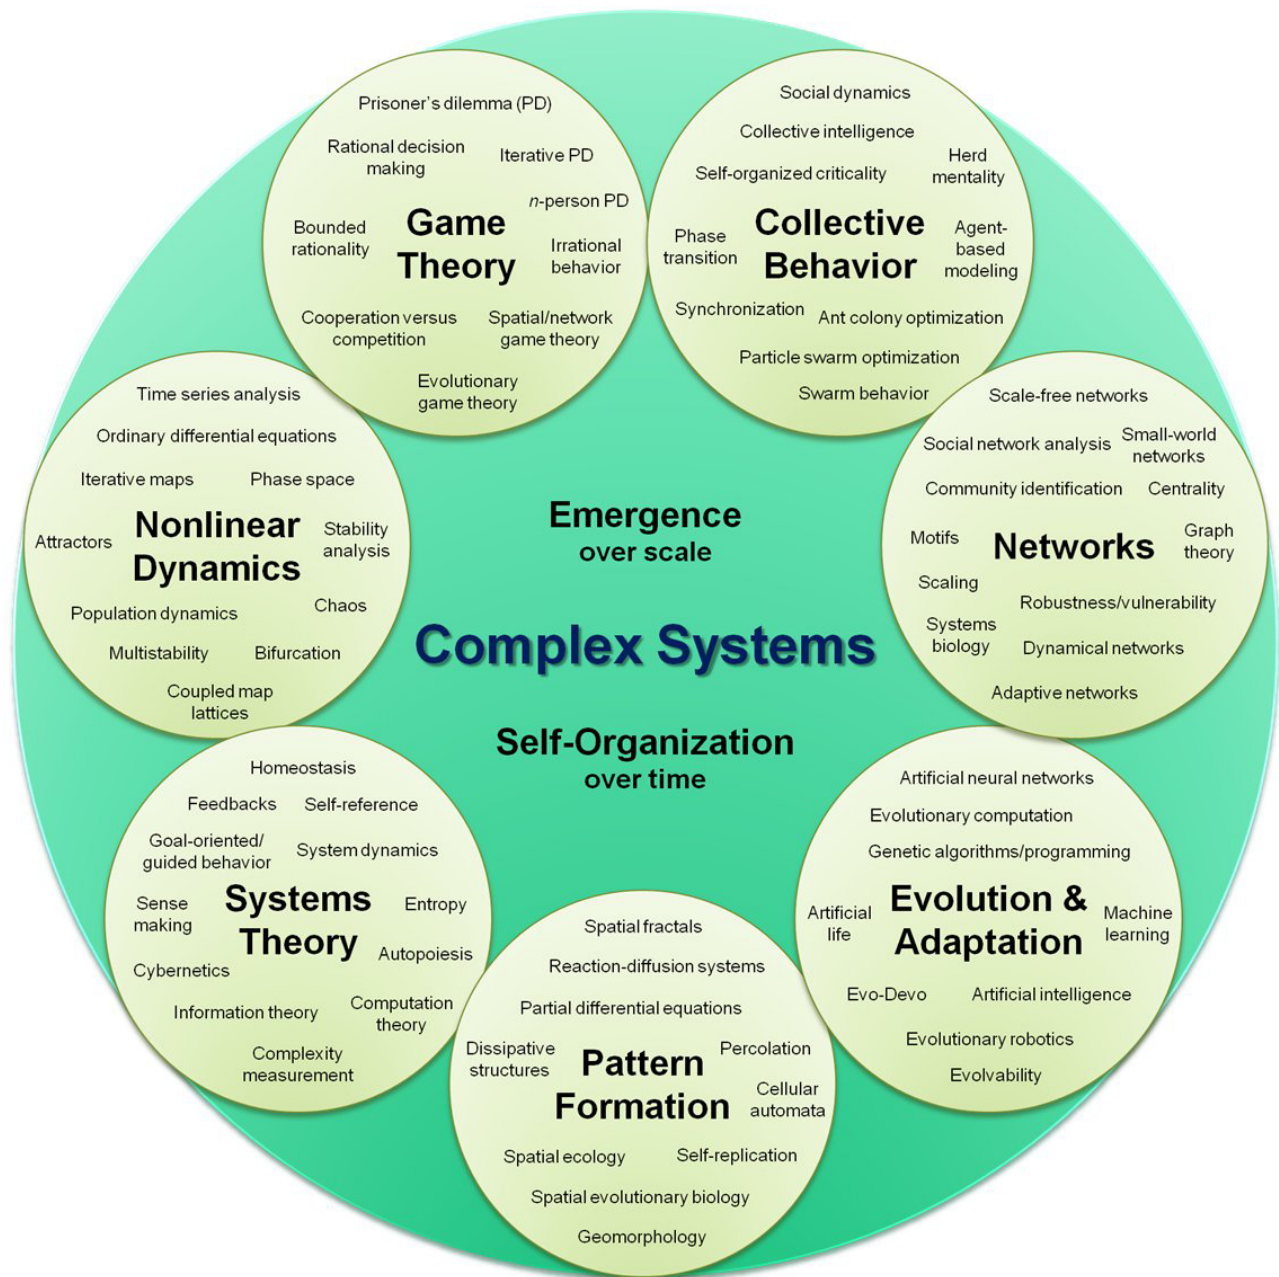 Prisoner's dilemma (PD)
Rational decision
making
Iterative PD
n-person PD
Bounded
rationality
Game
Theory
Irrational
behavior
Cooperation versus
competition
Spatial/network
game theory
Evolutionary
game theory
Social dynamics
Collective intelligence
Herd
mentality
Self-organized criticality
Phase
transition
Collective
Behavior
Agent-
based
modeling
Synchronization
Ant colony optimization
Particle swarm optimization
Swarm behavior
Time series analysis
Ordinary differential equations
Iterative maps
Phase space
Attractors
Nonlinear
Dynamics
Stability
analysis
Population dynamics
Chaos
Multistability
Bifurcation
Coupled map
lattices
Emergence
over scale
Complex Systems
Self-Organization
over time
Scale-free networks
Social network analysis
Small-world
networks
Community identification
Centrality
Motifs
Networks
Graph
theory
Scaling
Robustness/vulnerability
Systems
biology
Dynamical networks
Adaptive networks
Homeostasis
Feedbacks
Self-reference
Goal-oriented/
guided behavior
System dynamics
Sense
making
Systems
Theory
Entropy
Autopoiesis
Cybernetics
Information theory
Computation
theory
Complexity
measurement
Spatial fractals
Reaction-diffusion systems
Partial differential equations
Dissipative
structures
Pattern
Formation
Percolation
Cellular
automata
Spatial ecology
Self-replication
Spatial evolutionary biology
Geomorphology
Artificial neural networks
Evolutionary computation
Genetic algorithms/programming
Artificial
life
Evolution &
Adaptation
Machine
learning
Evo-Devo
Artificial intelligence
Evolutionary robotics
Evolvability